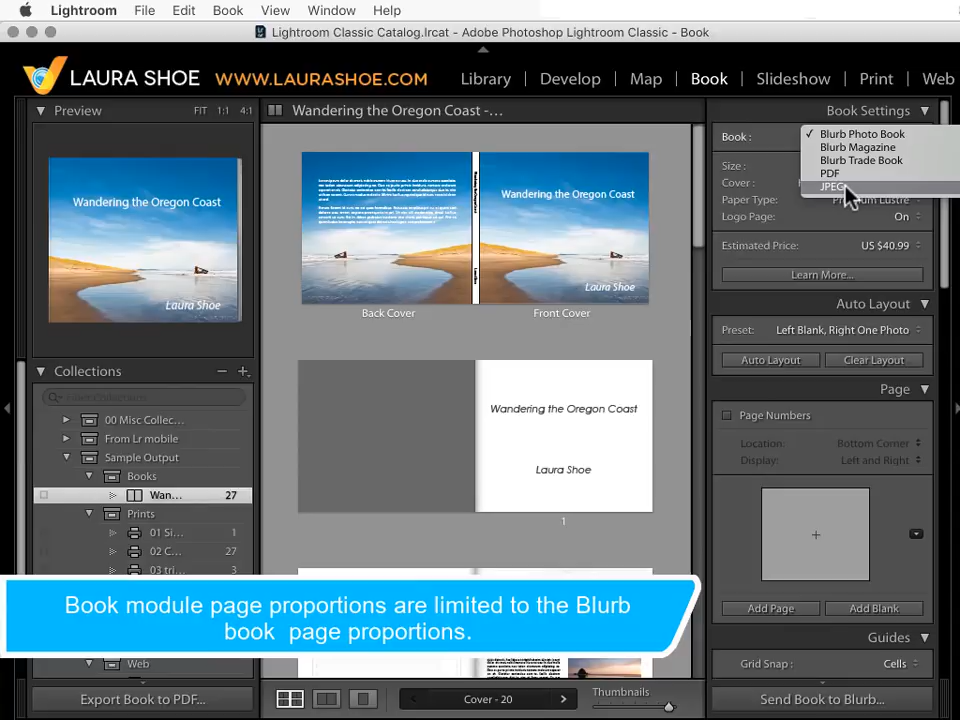 Lightroom File Edit Book View Window Help
Lightroom Classic Catalog.lrcat - Adobe Photoshop Lightroom Classic - Book
LAURA SHOE WWW.LAURASHOE.COM Library Develop Map Book Slideshow Print Web
Preview FIT 1:1 4:1
Wandering the Oregon Coast
Laura Shoe
Collections
00 Misc Collec...
From Lr mobile
Sample Output
Books
Wan... 27
Prints
01 Si... 1
02 C... 27
03 tri... 3
Web
Export Book to PDF...
Wandering the Oregon Coast -...
Wandering the Oregon Coast
Laura Shoe
Back Cover Front Cover
Wandering the Oregon Coast
Laura Shoe
1
Cover - 20
Thumbnails
Book Settings
Book :
Blurb Photo Book
Blurb Magazine
Blurb Trade Book
PDF
JPEG
Size :
Cover :
Paper Type:
Logo Page: On
Estimated Price: US $40.99
Learn More...
Auto Layout
Preset: Left Blank, Right One Photo
Auto Layout Clear Layout
Page
Page Numbers
Location: Bottom Corner
Display: Left and Right
Add Page Add Blank
Guides
Grid Snap : Cells
Send Book to Blurb...
Book module page proportions are limited to the Blurb
book page proportions.